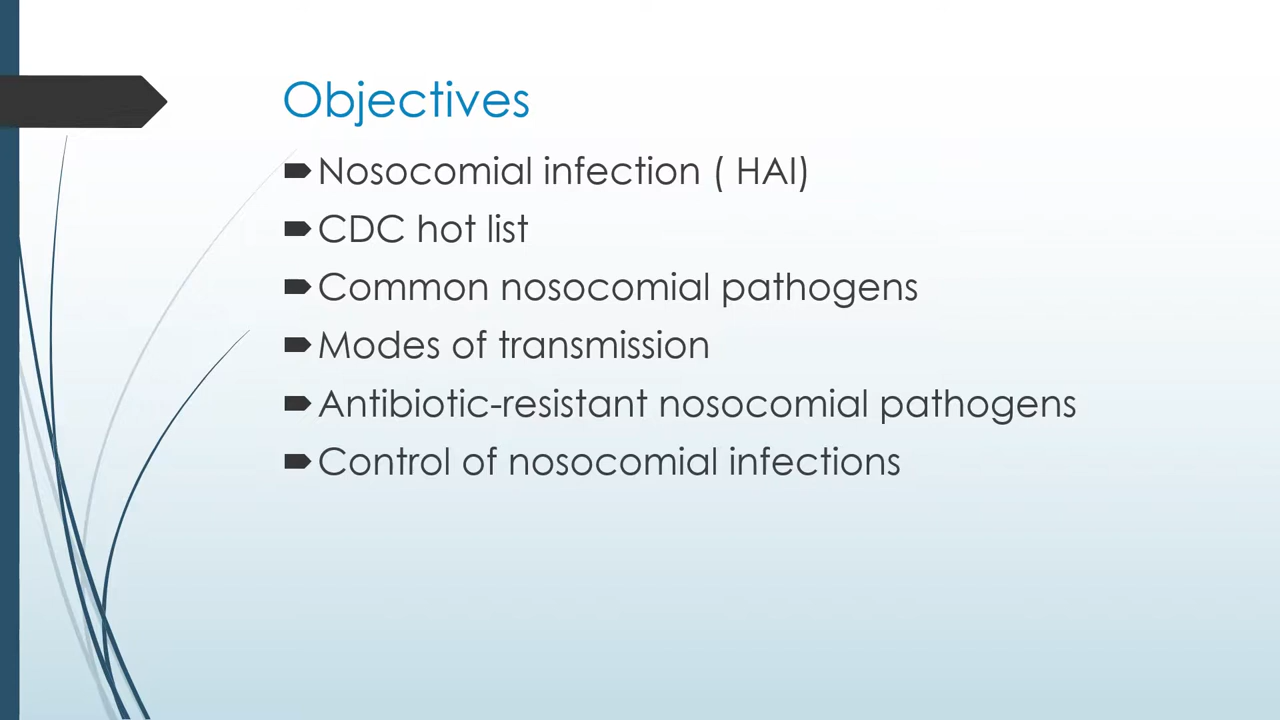 Objectives
Nosocomial infection ( HAI)
CDC hot list
Common nosocomial pathogens
Modes of transmission
Antibiotic-resistant nosocomial pathogens
Control of nosocomial infections